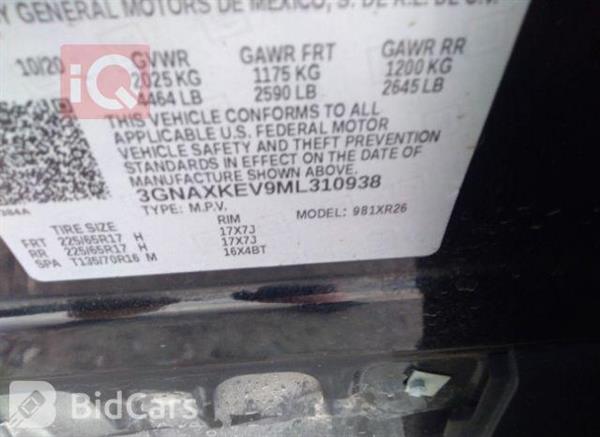 Y GENERAL MOTORS DE MEXICO, S. DE R.L. DE C.V.
10/20 GVWR GAWR FRT GAWR RR
2025 KG 1175 KG 1200 KG
4464 LB 2590 LB 2645 LB
iQ
THIS VEHICLE CONFORMS TO ALL
APPLICABLE U.S. FEDERAL MOTOR
VEHICLE SAFETY AND THEFT PREVENTION
STANDARDS IN EFFECT ON THE DATE OF
MANUFACTURE SHOWN ABOVE.
3GNAXKEV9ML310938
TYPE: M.P.V. MODEL: 981XR26
TIRE SIZE RIM
FRT 225/65R17 H 17X7J
RR 225/65R17 H 17X7J
SPA T135/70R16 M 16X4BT
BidCars